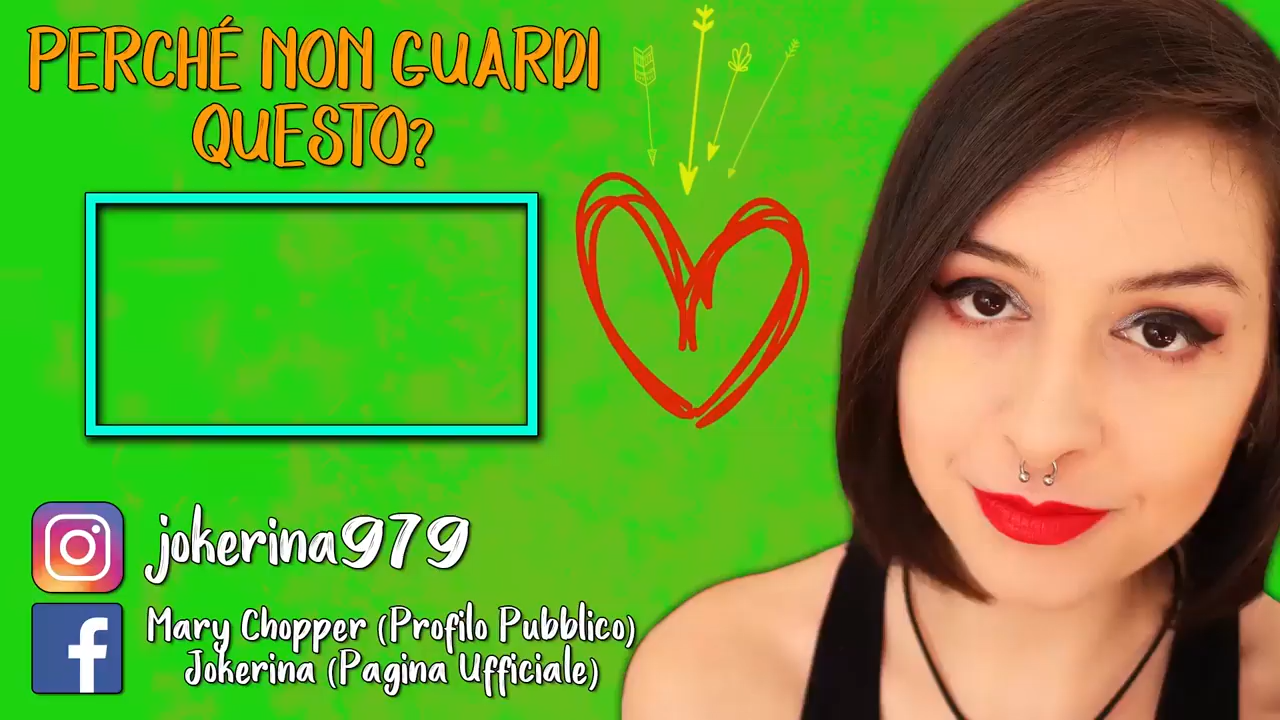 PERCHÉ NON GUARDI
QUESTO?
jokerina979
Mary Chopper (Profilo Pubblico)
Jokerina (Pagina Ufficiale)